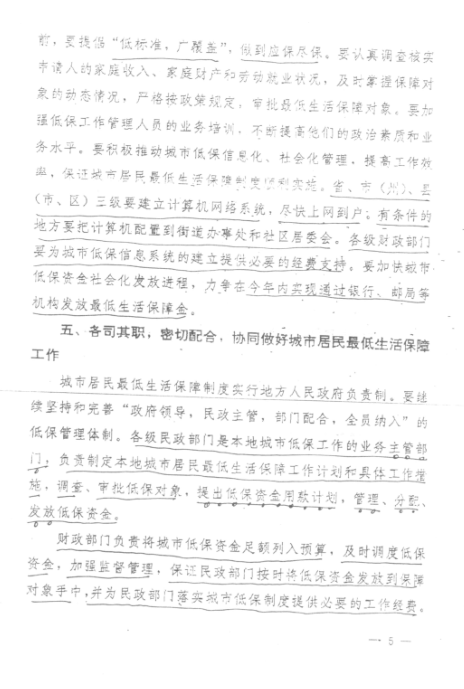 前，要提倡“低标准，广覆盖”，做到应保尽保。要认真调查核实
申请人的家庭收入、家庭财产和劳动就业状况，及时掌握保障对
象的动态情况，严格按政策规定，审批最低生活保障对象。要加
强低保工作管理人员的业务培训，不断提高他们的政治素质和业
务水平。要积极推动城市低保信息化、社会化管理，提高工作效
率，保证城市居民最低生活保障制度顺利实施。省、市（州）、县
（市、区）三级要建立计算机网络系统，尽快上网到户；有条件的
地方要把计算机配置到街道办事处和社区居委会。各级财政部门
要为城市低保信息系统的建立提供必要的经费支持。要加快城市
低保资金社会化发放进程，力争在今年内实现通过银行、邮局等
机构发放最低生活保障金。
五、各司其职，密切配合，协同做好城市居民最低生活保障
工作
城市居民最低生活保障制度实行地方人民政府负责制。要继
续坚持和完善“政府领导，民政主管，部门配合，全员纳入”的
低保管理体制。各级民政部门是本地城市低保工作的业务主管部
门，负责制定本地城市居民最低生活保障工作计划和具体工作措
施，调查、审批低保对象，提出低保资金用款计划，管理、分配、
发放低保资金。
财政部门负责将城市低保资金足额列入预算，及时调度低保
资金，加强监督管理，保证民政部门按时将低保资金发放到保障
对象手中，并为民政部门落实城市低保制度提供必要的工作经费。
— 5 —